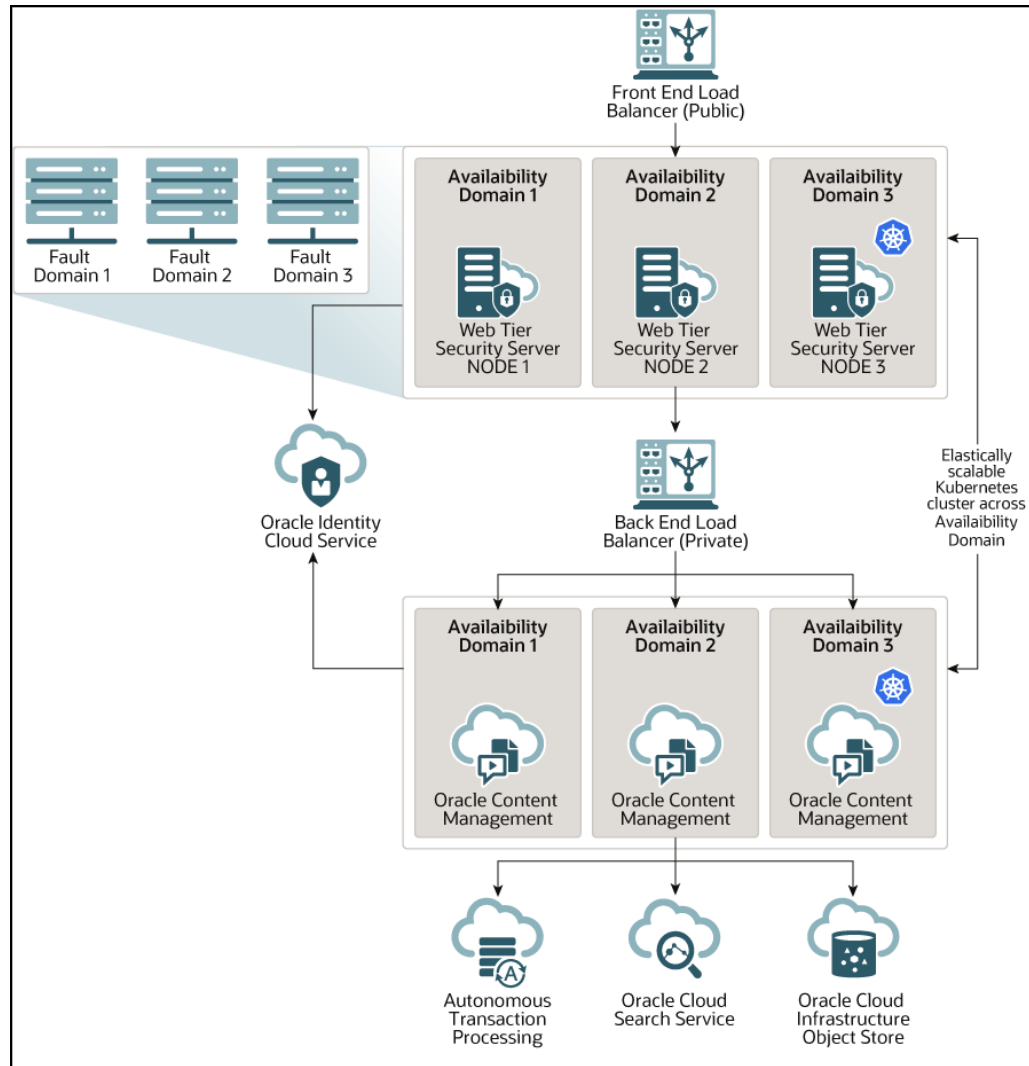 Front End Load
Balancer (Public)
Fault
Domain 1
Fault
Domain 2
Fault
Domain 3
Availaibility
Domain 1
Availaibility
Domain 2
Availaibility
Domain 3
Web Tier
Security Server
NODE 1
Web Tier
Security Server
NODE 2
Web Tier
Security Server
NODE 3
Oracle Identity
Cloud Service
Back End Load
Balancer (Private)
Elastically
scalable
Kubernetes
cluster across
Availaibility
Domain
Availaibility
Domain 1
Availaibility
Domain 2
Availaibility
Domain 3
Oracle Content
Management
Oracle Content
Management
Oracle Content
Management
A
Autonomous
Transaction
Processing
Oracle Cloud
Search Service
Oracle Cloud
Infrastructure
Object Store